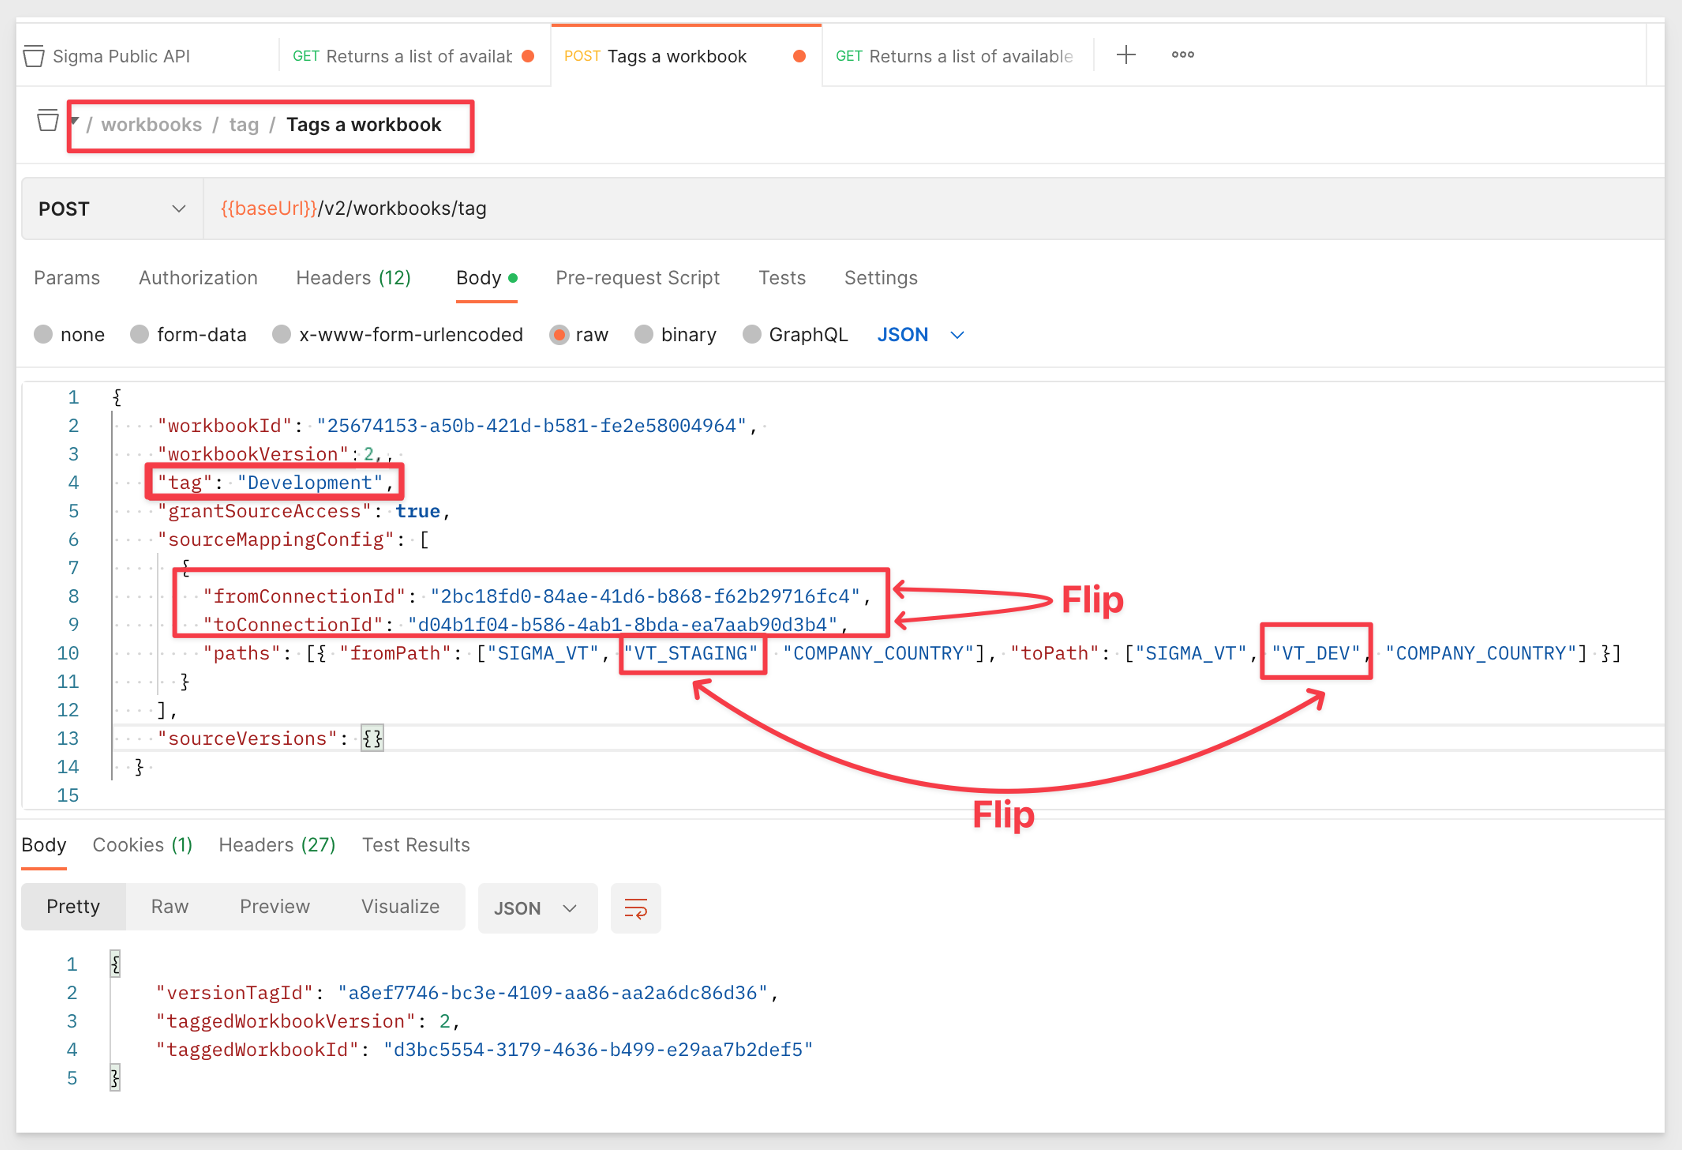 Sigma Public API
GET Returns a list of availab
POST Tags a workbook
GET Returns a list of available
/ workbooks / tag / Tags a workbook
POST
{{baseUrl}}/v2/workbooks/tag
Params Authorization Headers (12) Body Pre-request Script Tests Settings
none form-data x-www-form-urlencoded raw binary GraphQL JSON
1 {
2 "workbookId": "25674153-a50b-421d-b581-fe2e58004964",
3 "workbookVersion": 2,,
4 "tag": "Development",
5 "grantSourceAccess": true,
6 "sourceMappingConfig": [
7 {
8 "fromConnectionId": "2bc18fd0-84ae-41d6-b868-f62b29716fc4",
Flip
9 "toConnectionId": "d04b1f04-b586-4ab1-8bda-ea7aab90d3b4",
10 "paths": [{ "fromPath": ["SIGMA_VT", "VT_STAGING" "COMPANY_COUNTRY"], "toPath": ["SIGMA_VT", "VT_DEV", "COMPANY_COUNTRY"] }]
11 }
12 ],
13 "sourceVersions": {}
14 }
15
Flip
Body Cookies (1) Headers (27) Test Results
Pretty Raw Preview Visualize JSON
1 {
2 "versionTagId": "a8ef7746-bc3e-4109-aa86-aa2a6dc86d36",
3 "taggedWorkbookVersion": 2,
4 "taggedWorkbookId": "d3bc5554-3179-4636-b499-e29aa7b2def5"
5 }